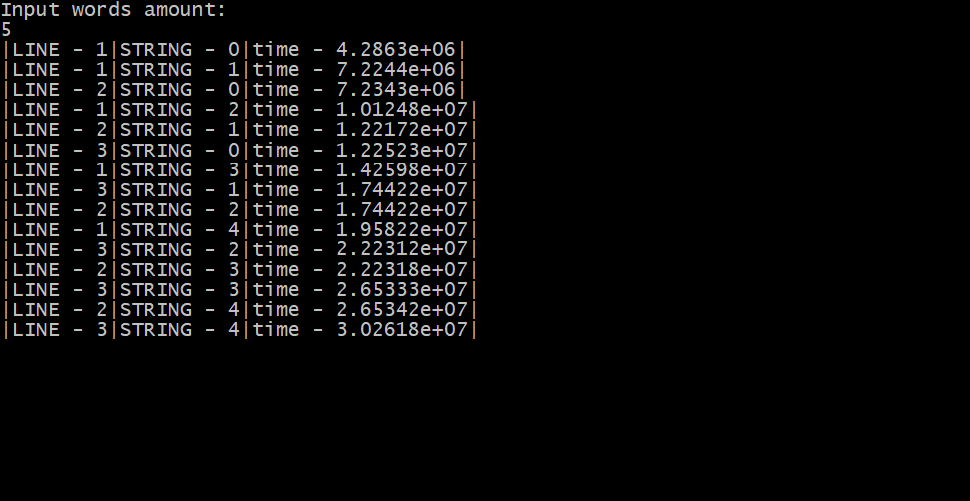 Input words amount:
5
|LINE - 1|STRING - 0|time - 4.2863e+06|
|LINE - 1|STRING - 1|time - 7.2244e+06|
|LINE - 2|STRING - 0|time - 7.2343e+06|
|LINE - 1|STRING - 2|time - 1.01248e+07|
|LINE - 2|STRING - 1|time - 1.22172e+07|
|LINE - 3|STRING - 0|time - 1.22523e+07|
|LINE - 1|STRING - 3|time - 1.42598e+07|
|LINE - 3|STRING - 1|time - 1.74422e+07|
|LINE - 2|STRING - 2|time - 1.74422e+07|
|LINE - 1|STRING - 4|time - 1.95822e+07|
|LINE - 3|STRING - 2|time - 2.22312e+07|
|LINE - 2|STRING - 3|time - 2.22318e+07|
|LINE - 3|STRING - 3|time - 2.65333e+07|
|LINE - 2|STRING - 4|time - 2.65342e+07|
|LINE - 3|STRING - 4|time - 3.02618e+07|